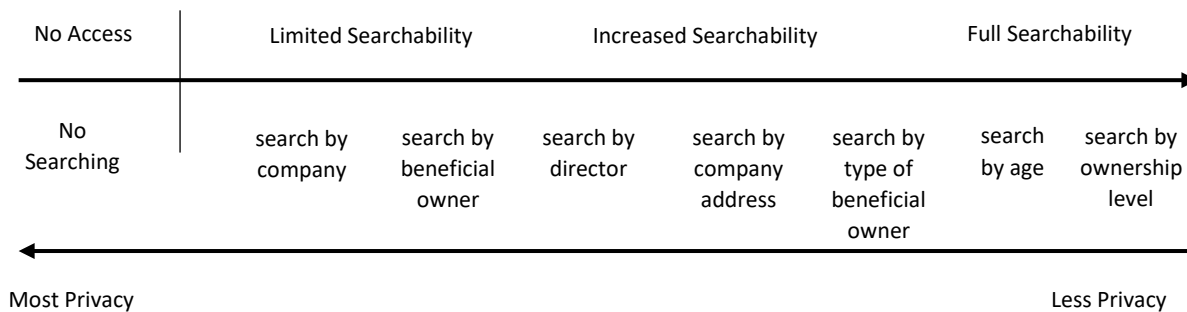 No Access
Limited Searchability
Increased Searchability
Full Searchability
No
Searching
search by
company
search by
beneficial
owner
search by
director
search by
company
address
search by
type of
beneficial
owner
search
by age
search by
ownership
level
Most Privacy
Less Privacy